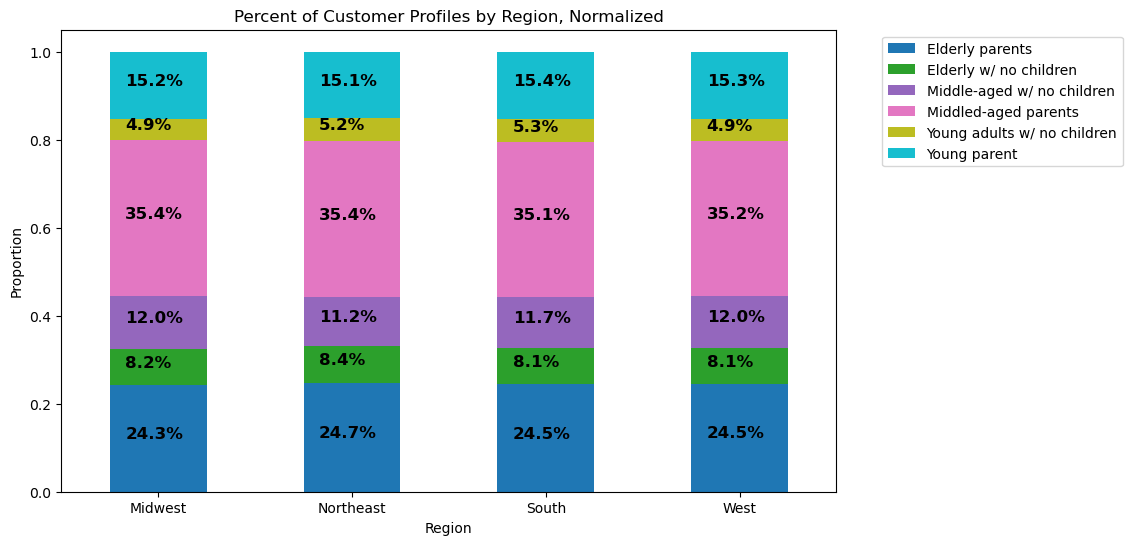 Percent of Customer Profiles by Region, Normalized
Elderly parents
Elderly w/ no children
Middle-aged w/ no children
Middled-aged parents
Young adults w/ no children
Young parent
Proportion
1.0
0.8
0.6
0.4
0.2
0.0
15.2% 15.1% 15.4% 15.3%
4.9% 5.2% 5.3% 4.9%
35.4% 35.4% 35.1% 35.2%
12.0% 11.2% 11.7% 12.0%
8.2% 8.4% 8.1% 8.1%
24.3% 24.7% 24.5% 24.5%
Midwest Northeast South West
Region